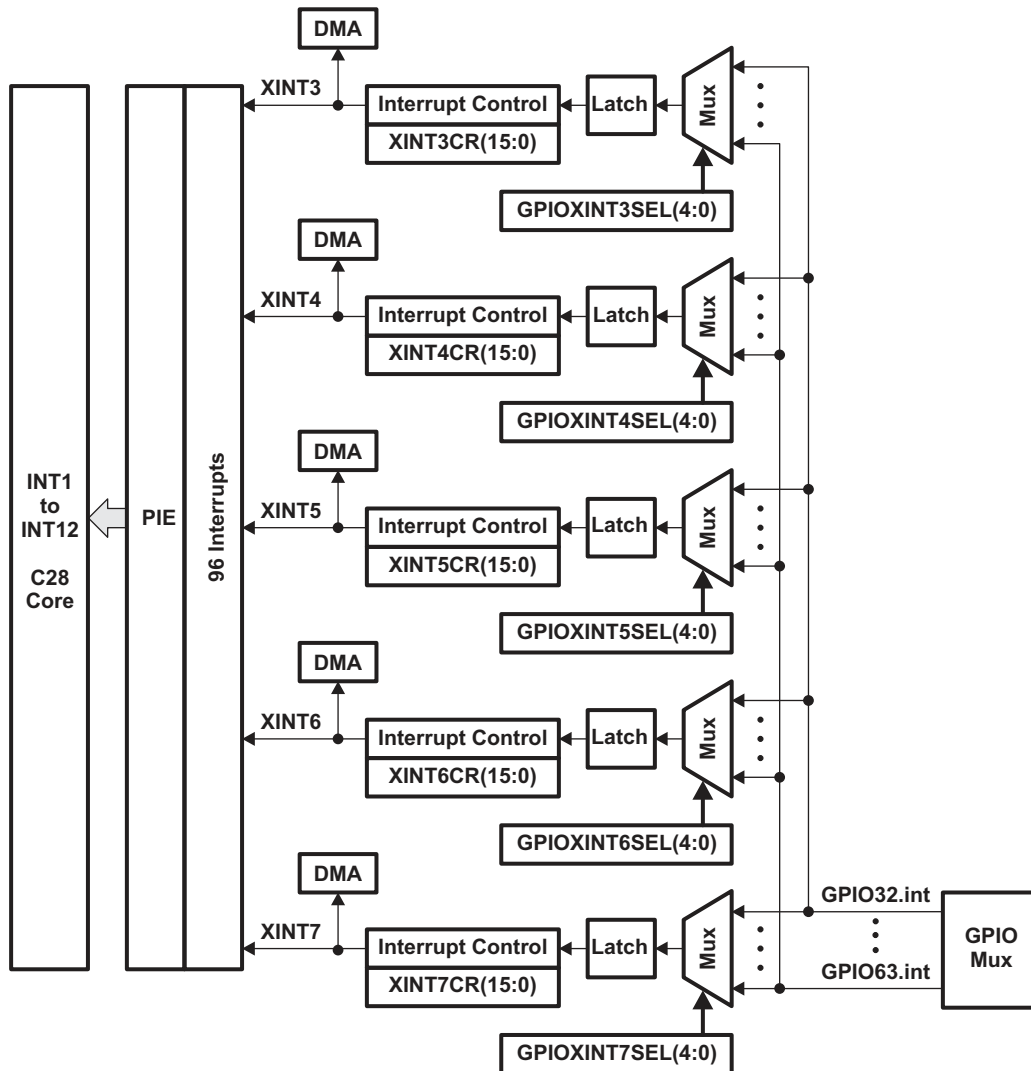 DMA
XINT3
Interrupt Control
XINT3CR(15:0)
Latch
Mux
GPIOXINT3SEL(4:0)
DMA
XINT4
Interrupt Control
XINT4CR(15:0)
Latch
Mux
GPIOXINT4SEL(4:0)
INT1
to
INT12
C28
Core
PIE
96 Interrupts
DMA
XINT5
Interrupt Control
XINT5CR(15:0)
Latch
Mux
GPIOXINT5SEL(4:0)
DMA
XINT6
Interrupt Control
XINT6CR(15:0)
Latch
Mux
GPIOXINT6SEL(4:0)
DMA
XINT7
Interrupt Control
XINT7CR(15:0)
Latch
Mux
GPIOXINT7SEL(4:0)
GPIO32.int
GPIO63.int
GPIO
Mux